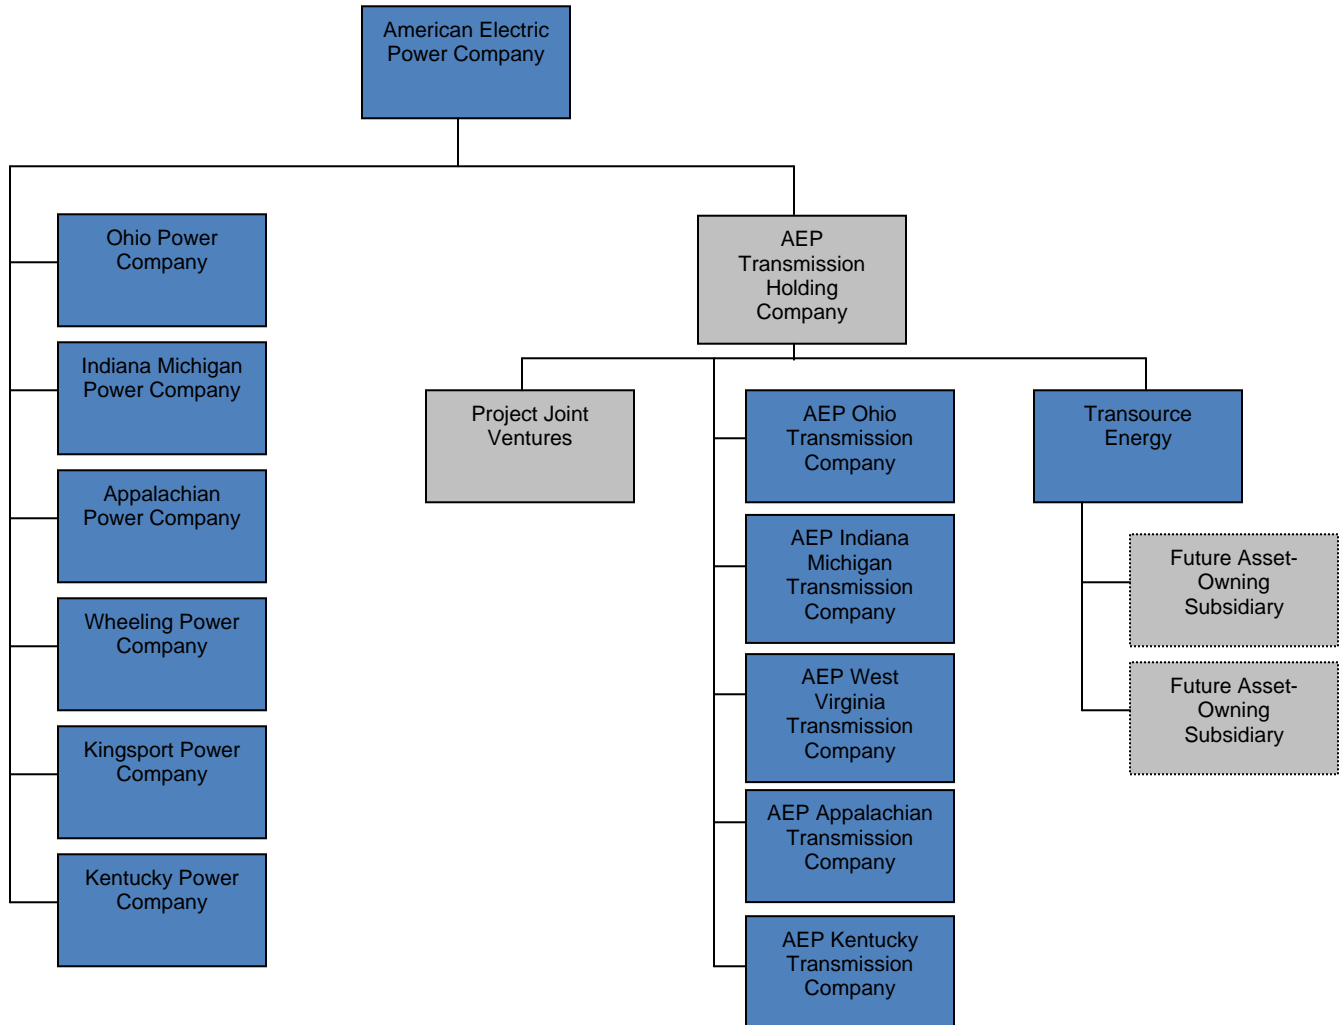 American Electric
Power Company
Ohio Power
Company
Indiana Michigan
Power Company
Appalachian
Power Company
Wheeling Power
Company
Kingsport Power
Company
Kentucky Power
Company
AEP
Transmission
Holding
Company
Project Joint
Ventures
AEP Ohio
Transmission
Company
AEP Indiana
Michigan
Transmission
Company
AEP West
Virginia
Transmission
Company
AEP Appalachian
Transmission
Company
AEP Kentucky
Transmission
Company
Transource
Energy
Future Asset-
Owning
Subsidiary
Future Asset-
Owning
Subsidiary